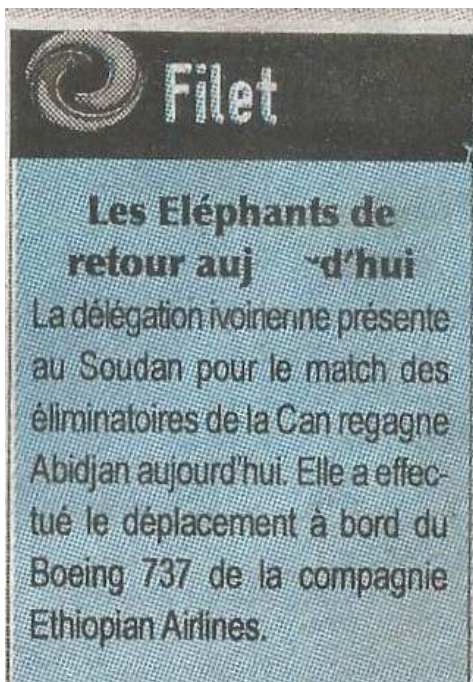 Filet
Les Eléphants de
retour auj d'hui
La délégation ivoirienne présente
au Soudan pour le match des
éliminatoires de la Can regagne
Abidjan aujourd'hui. Elle a effec-
tué le déplacement à bord du
Boeing 737 de la compagnie
Ethiopian Airlines.